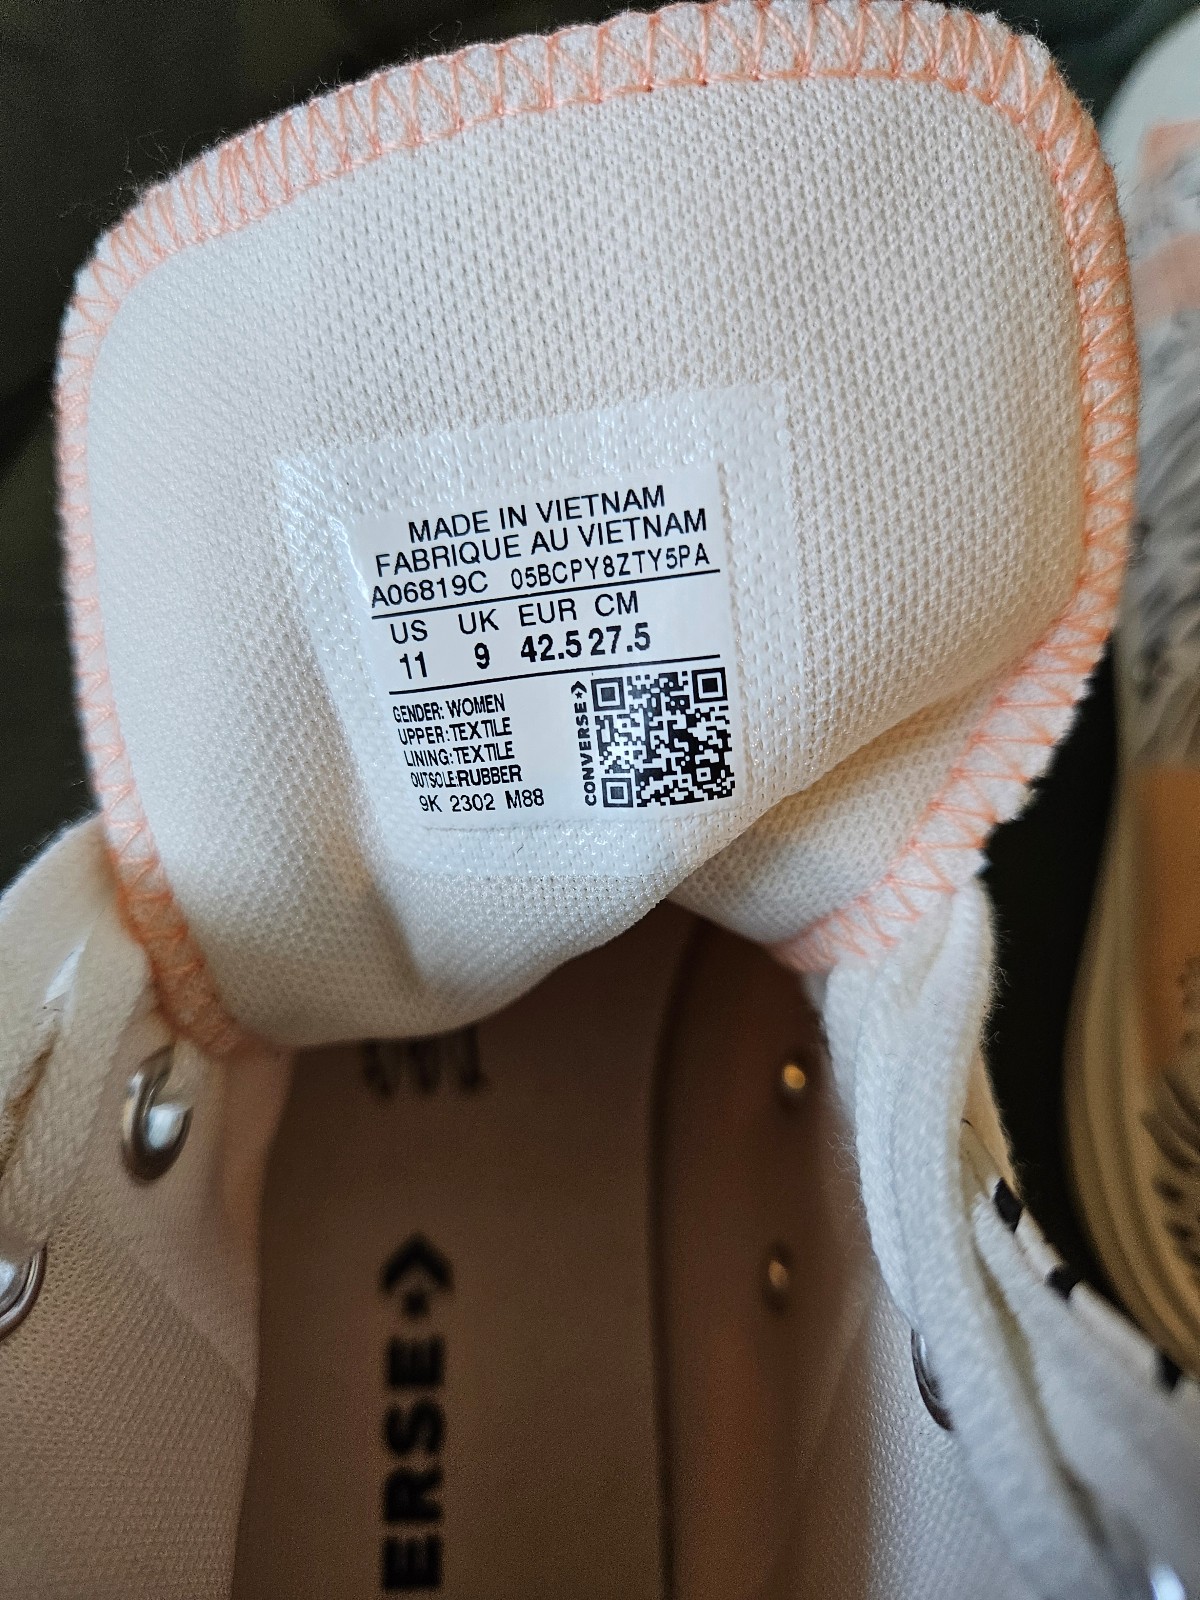 MADE IN VIETNAM
FABRIQUE AU VIETNAM
A06819C 05BCPY8ZTY5PA
US UK EUR CM
11 9 42.5 27.5
GENDER: WOMEN
UPPER: TEXTILE
LINING: TEXTILE
OUTSOLE: RUBBER
9K 2302 M88
CONVERSE
ERSE